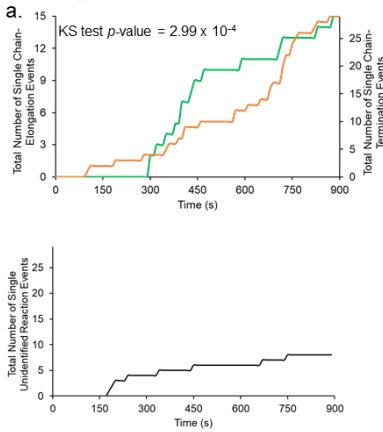 a.
KS test p-value = 2.99 x 10⁻⁴
Total Number of Single Chain-
Elongation Events
15
12
9
6
3
0
25
20
15
10
5
0
Total Number of Single Chain-
Termination Events
0 150 300 450 600 750 900
Time (s)
Total Number of Single
Unidentified Reaction Events
25
20
15
10
5
0
0 150 300 450 600 750 900
Time (s)